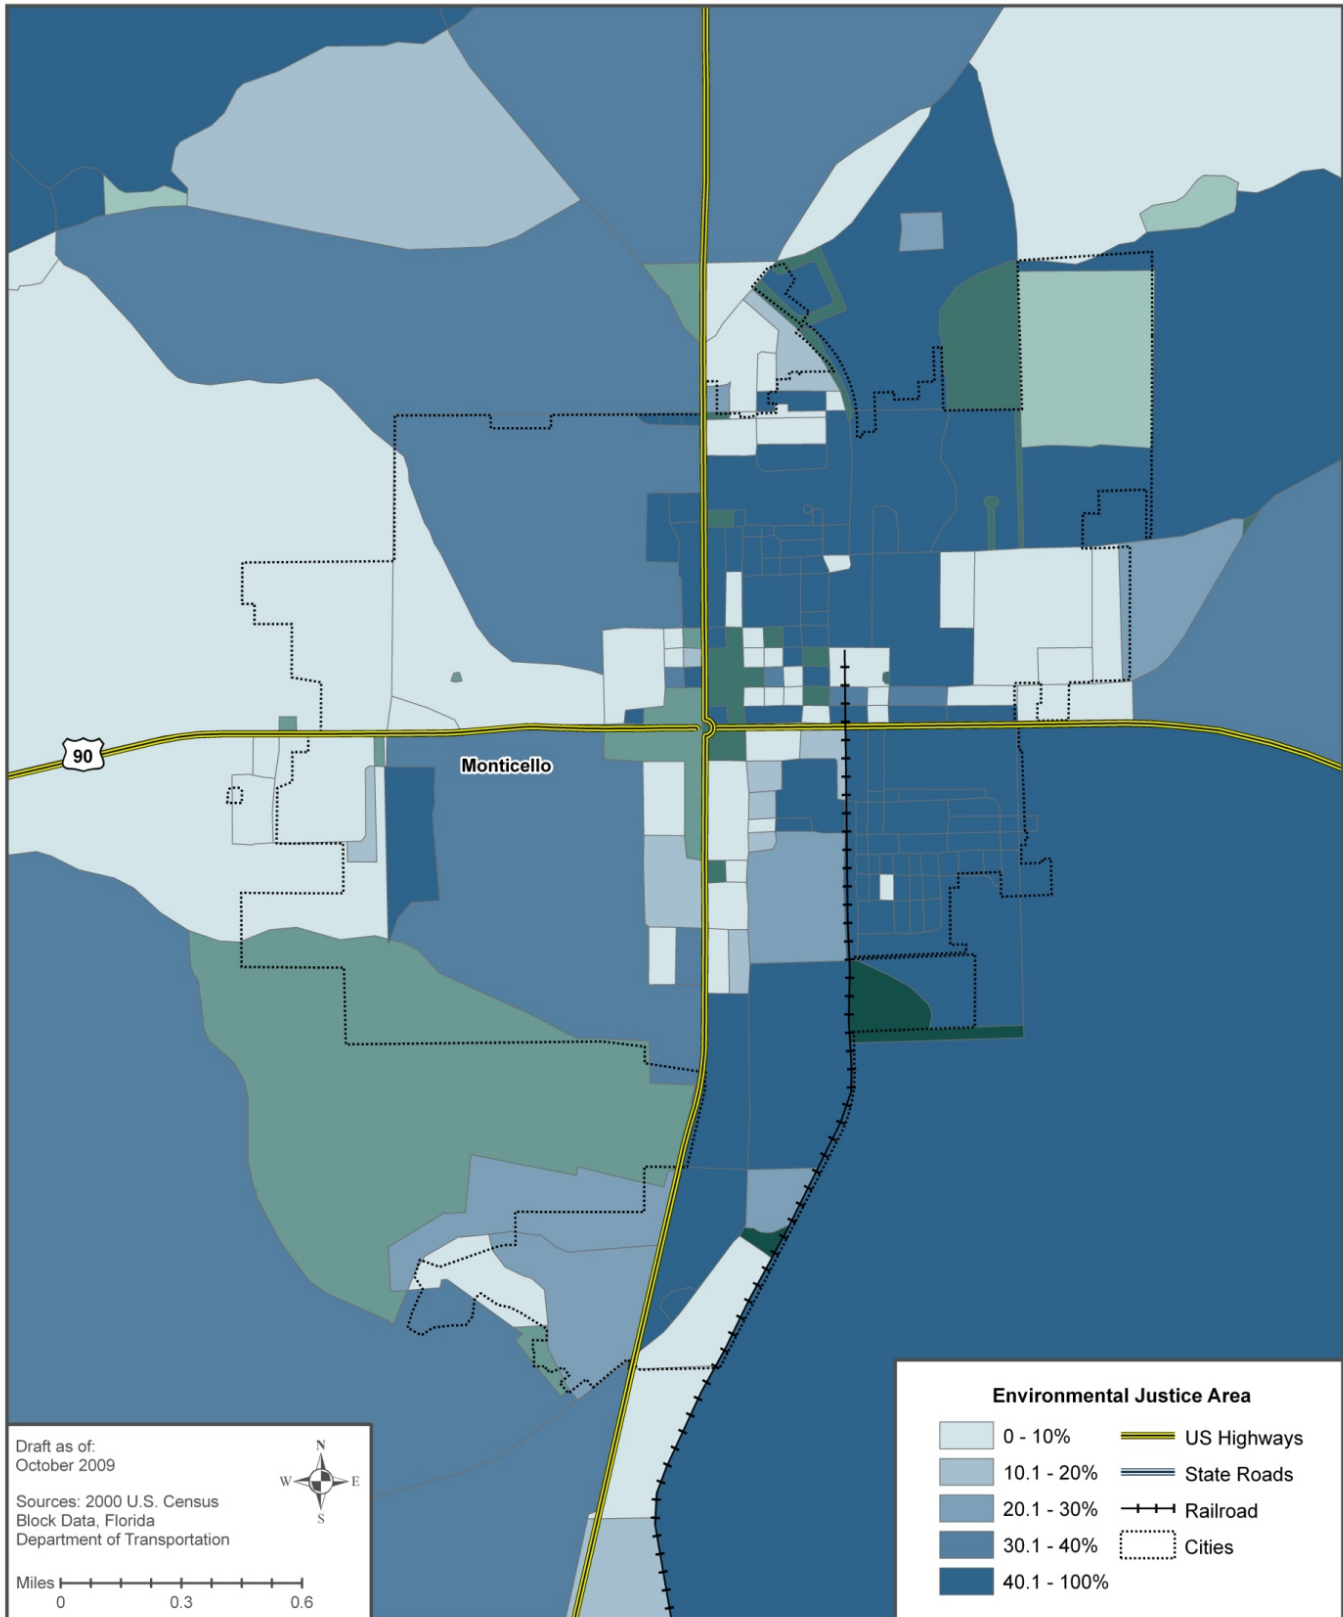 90
Monticello
Draft as of:
October 2009
Sources: 2000 U.S. Census
Block Data, Florida
Department of Transportation
N
W E
S
Miles
0 0.3 0.6
Environmental Justice Area
0 - 10%
10.1 - 20%
20.1 - 30%
30.1 - 40%
40.1 - 100%
US Highways
State Roads
Railroad
Cities